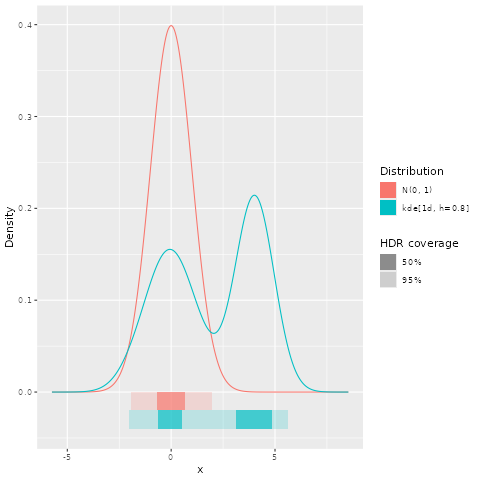 Density
0.4
0.3
0.2
0.1
0.0
-5
0
5
x
Distribution
N(0, 1)
kde[1d, h=0.8]
HDR coverage
50%
95%